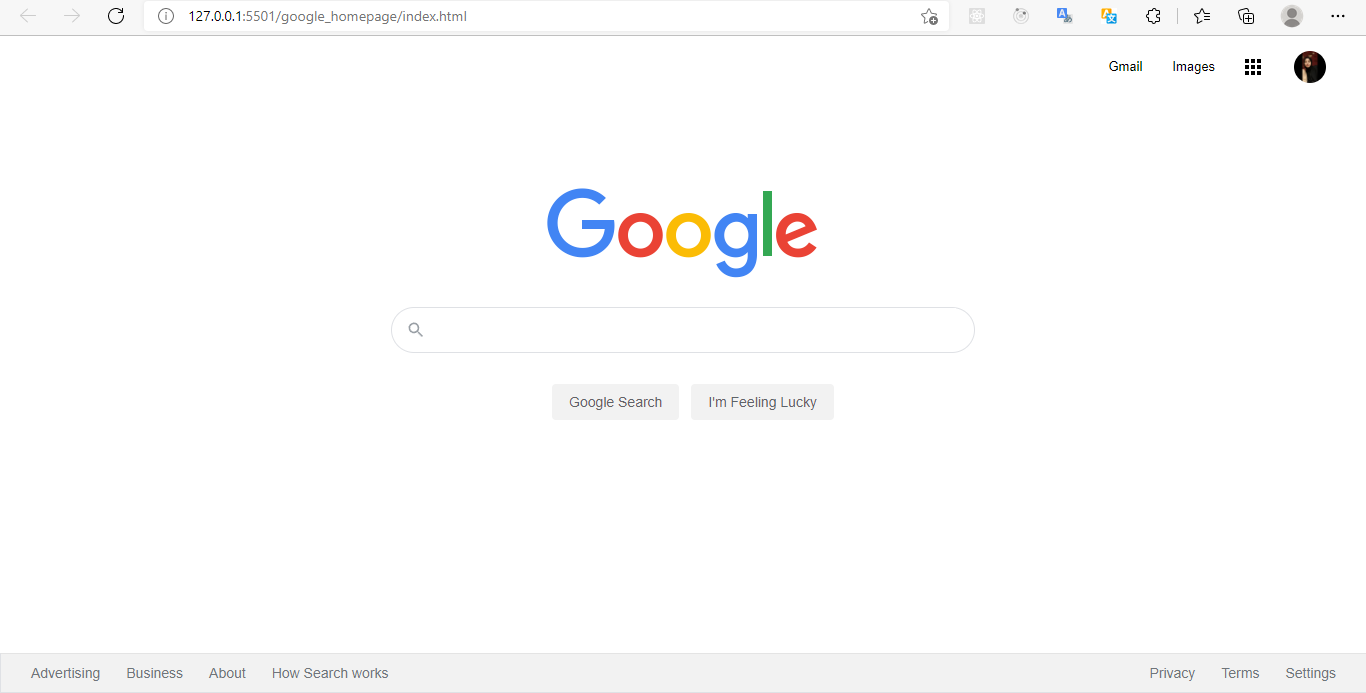 127.0.0.1:5501/google_homepage/index.html
Gmail Images
Google
Google Search I'm Feeling Lucky
Advertising Business About How Search works Privacy Terms Settings